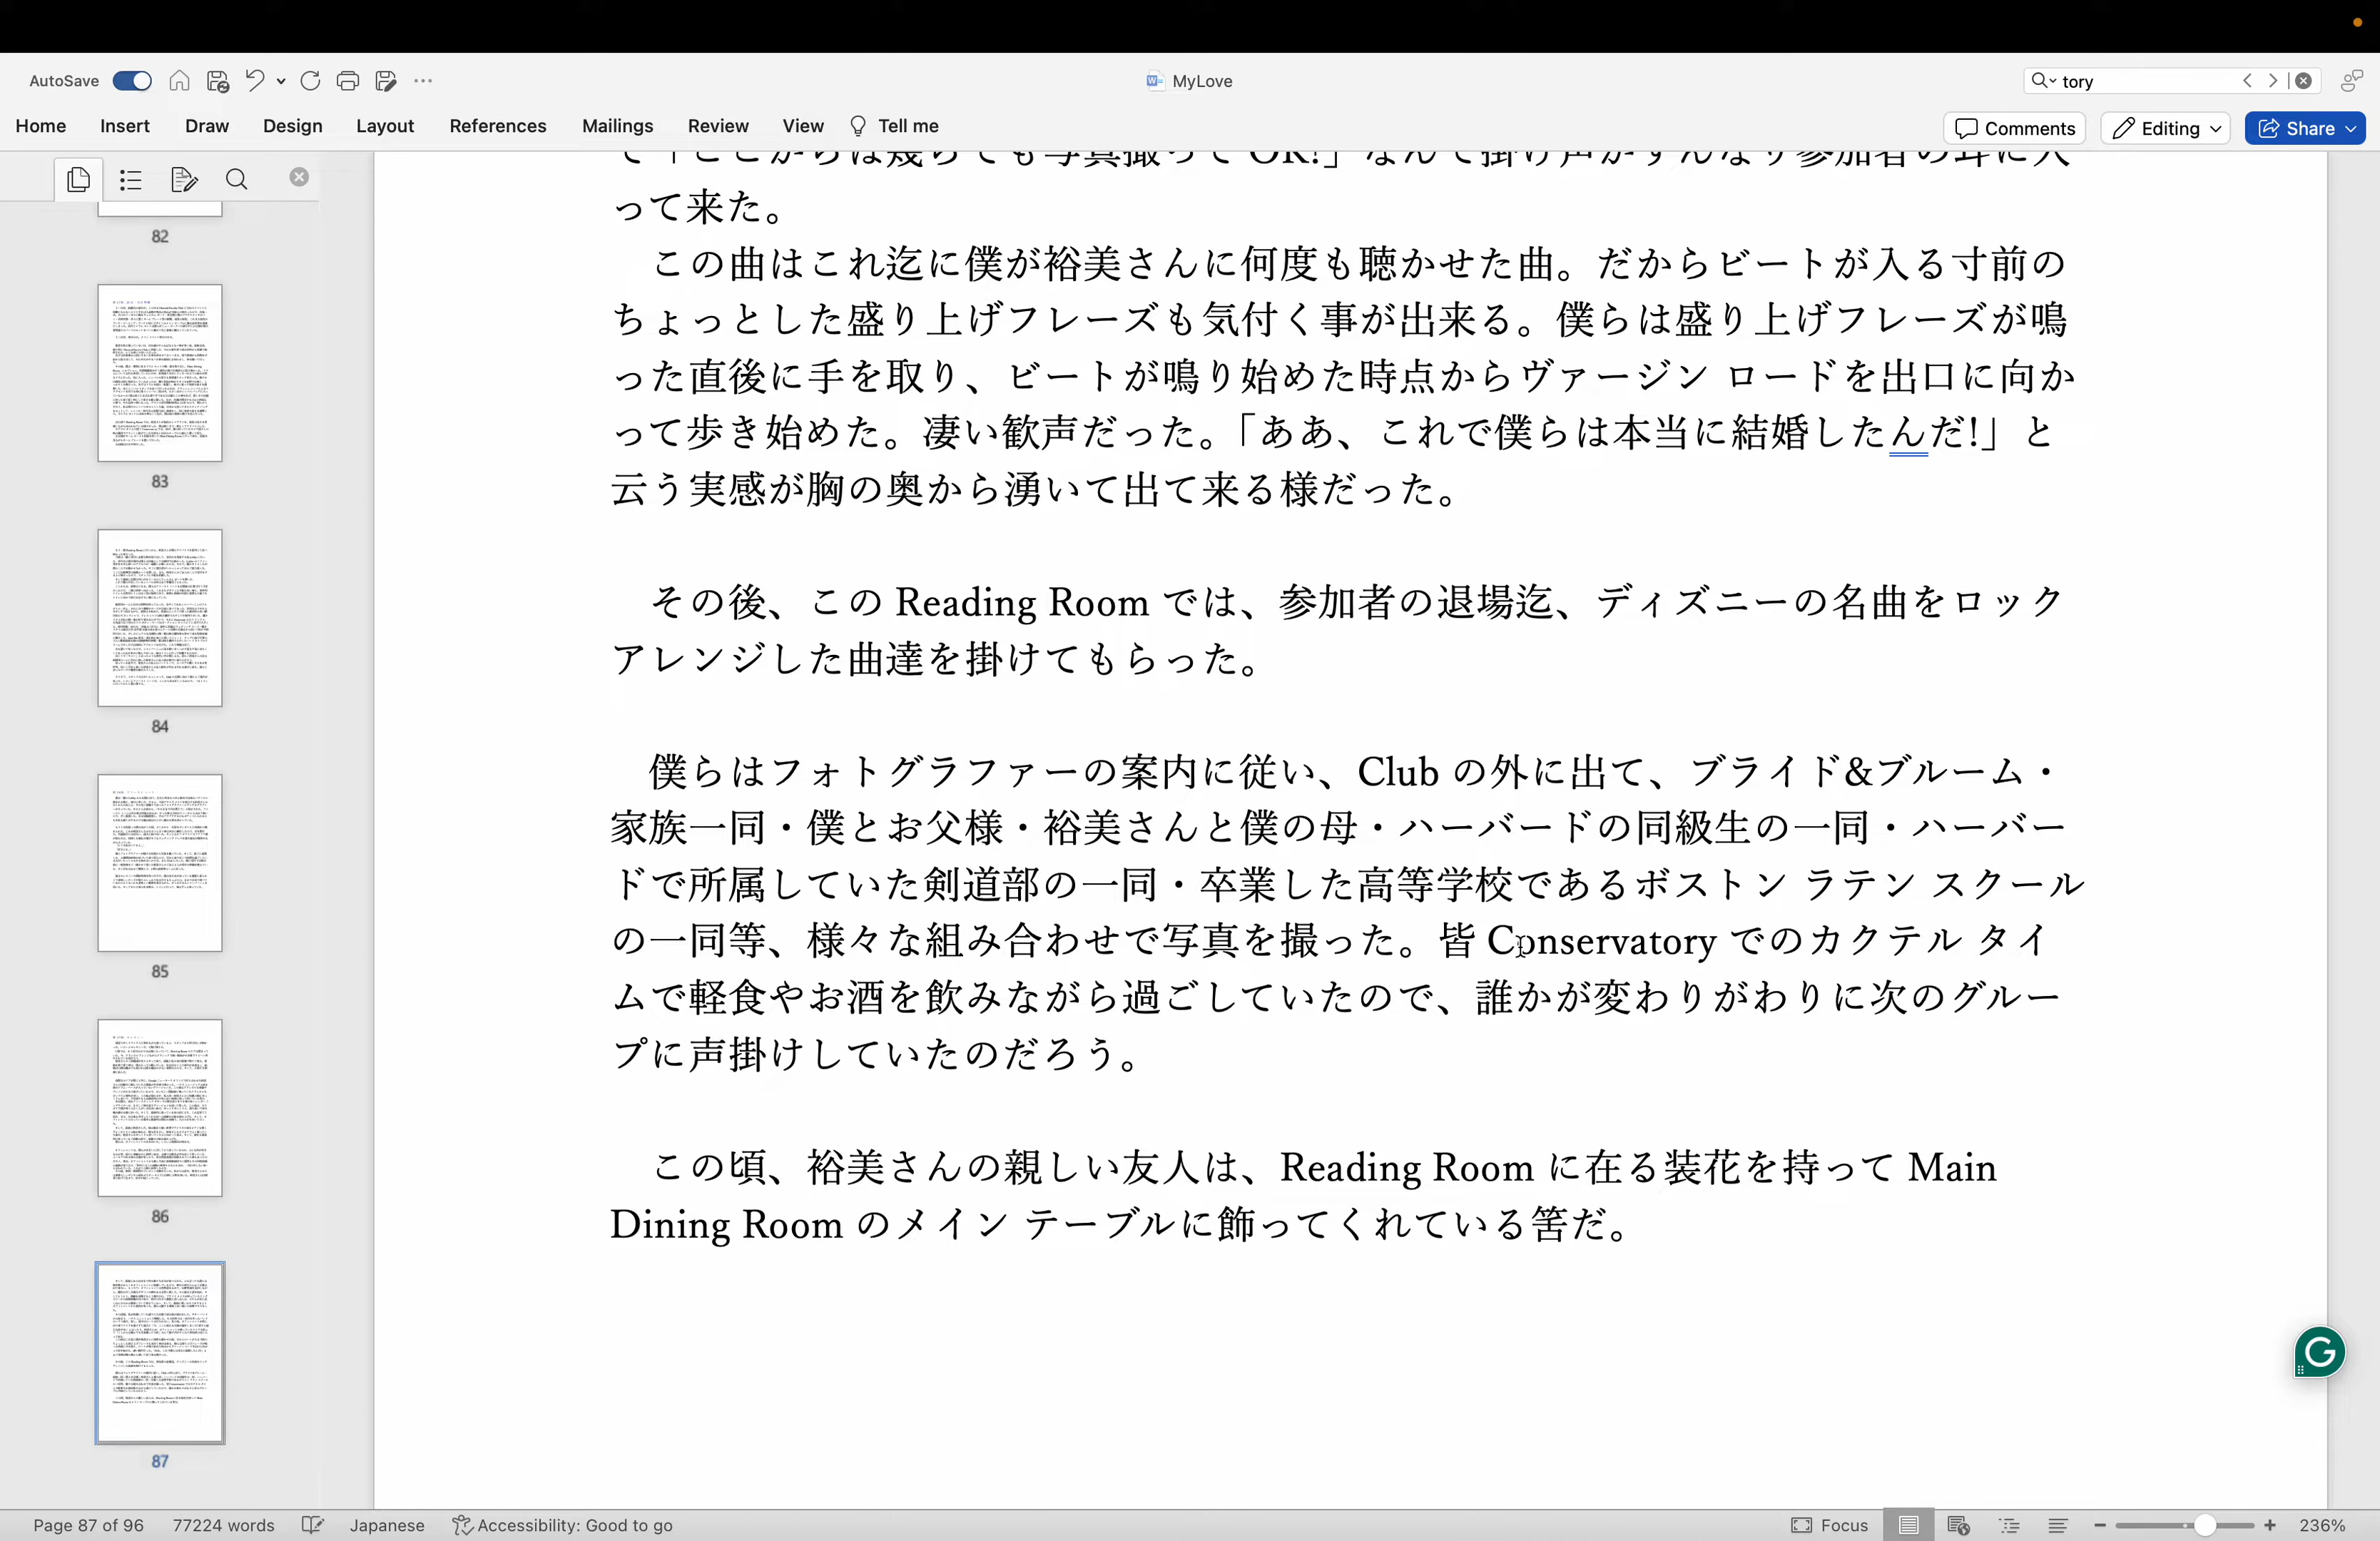 AutoSave
MyLove
tory
Home Insert Draw Design Layout References Mailings Review View Tell me
Comments Editing Share
って来た。
この曲はこれ迄に僕が裕美さんに何度も聴かせた曲。だからビートが入る寸前の
ちょっとした盛り上げフレーズも気付く事が出来る。僕らは盛り上げフレーズが鳴
った直後に手を取り、ビートが鳴り始めた時点からヴァージン ロードを出口に向か
って歩き始めた。凄い歓声だった。「ああ、これで僕らは本当に結婚したんだ!」と
云う実感が胸の奥から湧いて出て来る様だった。
その後、この Reading Room では、参加者の退場迄、ディズニーの名曲をロック
アレンジした曲達を掛けてもらった。
僕らはフォトグラファーの案内に従い、Club の外に出て、ブライド&ブルーム・
家族一同・僕とお父様・裕美さんと僕の母・ハーバードの同級生の一同・ハーバー
ドで所属していた剣道部の一同・卒業した高等学校であるボストン ラテン スクール
の一同等、様々な組み合わせで写真を撮った。皆 Conservatory でのカクテル タイ
ムで軽食やお酒を飲みながら過ごしていたので、誰かが変わりがわりに次のグルー
プに声掛けしていたのだろう。
この頃、裕美さんの親しい友人は、Reading Room に在る装花を持って Main
Dining Room のメイン テーブルに飾ってくれている筈だ。
82
83
84
85
86
87
Page 87 of 96 77224 words Japanese Accessibility: Good to go Focus 236%